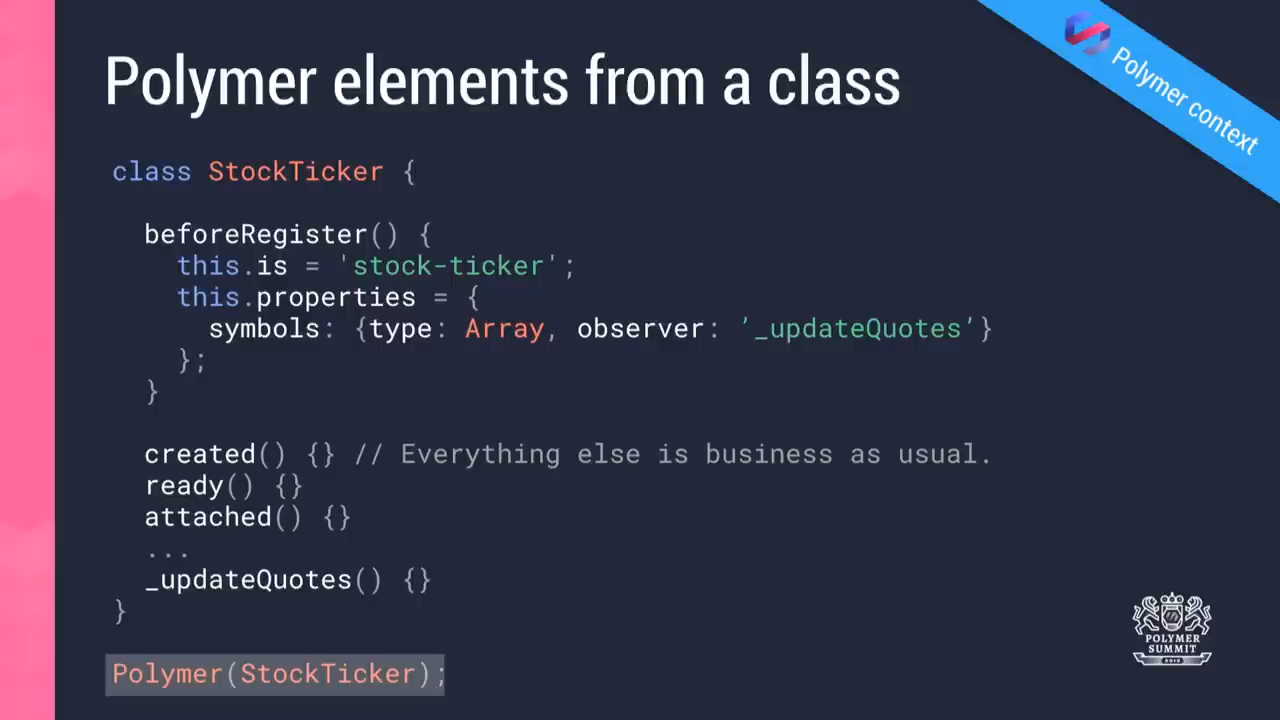 Polymer elements from a class
Polymer context
class StockTicker {
beforeRegister() {
this.is = 'stock-ticker';
this.properties = {
symbols: {type: Array, observer: ’_updateQuotes’}
};
}
created() {} // Everything else is business as usual.
ready() {}
attached() {}
...
_updateQuotes() {}
}
Polymer(StockTicker);
POLYMER
SUMMIT
2015